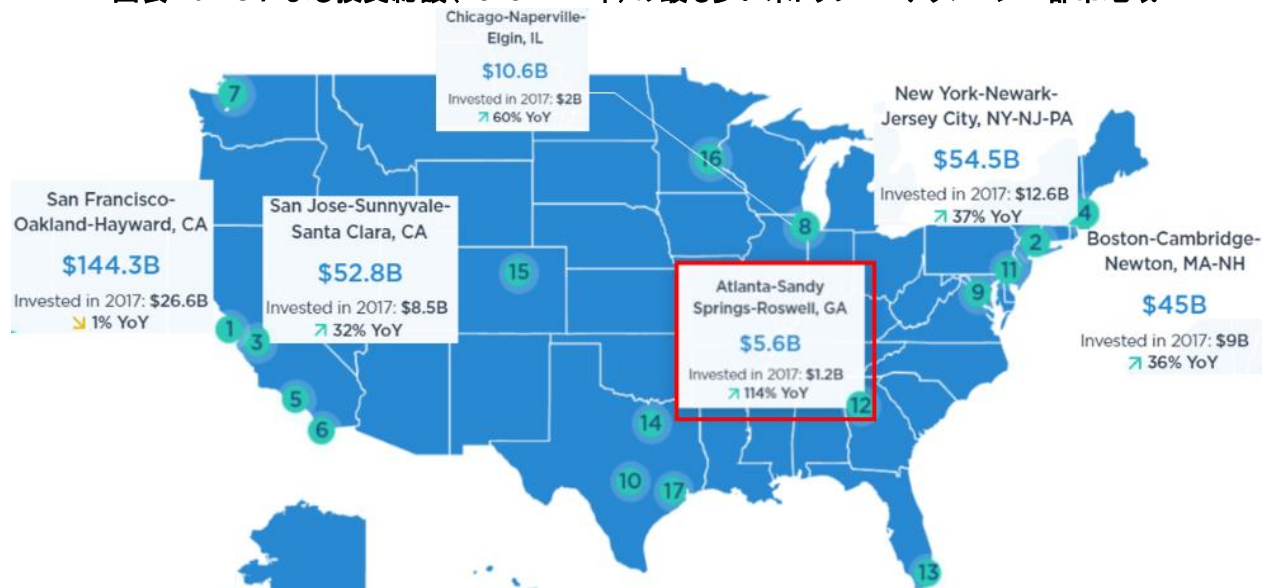 Chicago-Naperville-
Elgin, IL
$10.6B
Invested in 2017: $2B
↗ 60% YoY
New York-Newark-
Jersey City, NY-NJ-PA
$54.5B
Invested in 2017: $12.6B
↗ 37% YoY
San Francisco-
Oakland-Hayward, CA
$144.3B
Invested in 2017: $26.6B
↘ 1% YoY
San Jose-Sunnyvale-
Santa Clara, CA
$52.8B
Invested in 2017: $8.5B
↗ 32% YoY
Atlanta-Sandy
Springs-Roswell, GA
$5.6B
Invested in 2017: $1.2B
↗ 114% YoY
Boston-Cambridge-
Newton, MA-NH
$45B
Invested in 2017: $9B
↗ 36% YoY
7
16
8
4
2
11
9
15
1
3
5
6
14
12
10
17
13